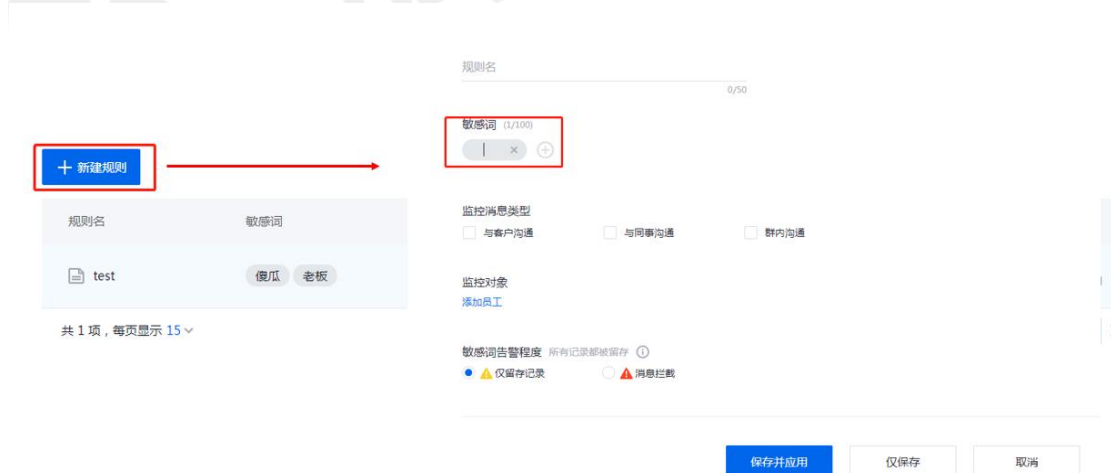 新建规则
规则名 敏感词
test 傻瓜 老板
共 1 项，每页显示 15
规则名
0/50
敏感词 (1/100)
监控消息类型
与客户沟通 与同事沟通 群内沟通
监控对象
添加员工
敏感词告警程度 所有记录都被留存
仅留存记录 消息拦截
保存并应用 仅保存 取消